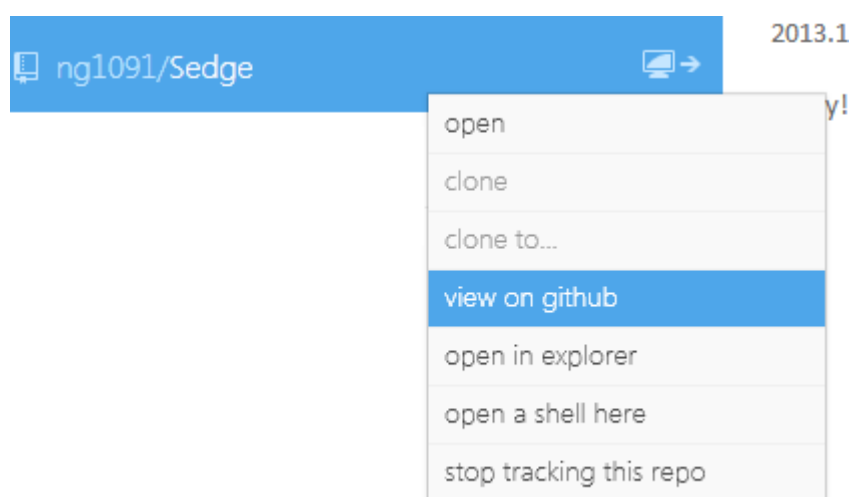 ng1091/Sedge
2013.1
y!
open
clone
clone to...
view on github
open in explorer
open a shell here
stop tracking this repo